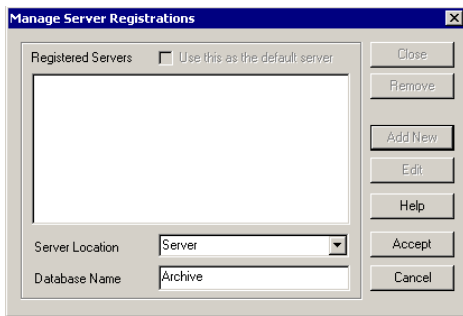 Manage Server Registrations
Registered Servers
Use this as the default server
Close
Remove
Add New
Edit
Help
Server Location
Server
Accept
Database Name
Archive
Cancel